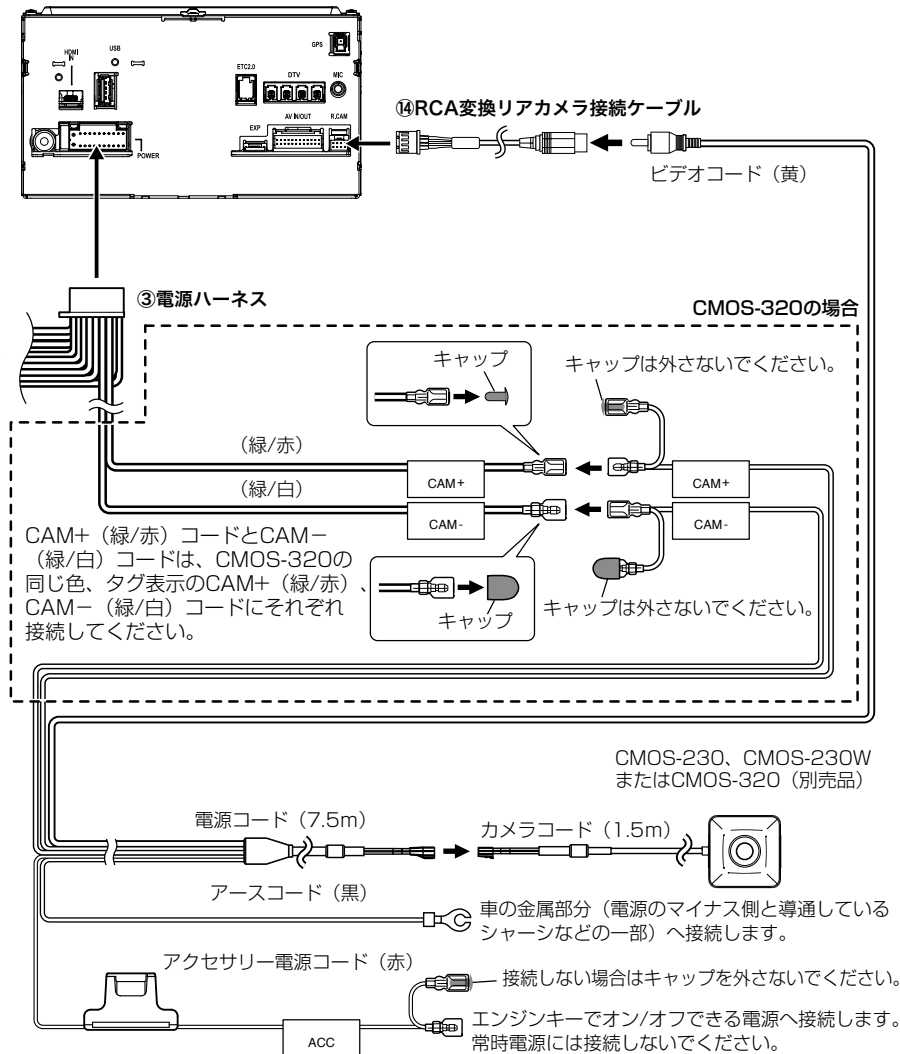 GPS
HDMI
IN
USB
ETC2.0
DTV
MIC
AV IN/OUT
R.CAM
EXP
POWER
⑭RCA変換リアカメラ接続ケーブル
ビデオコード（黄）
③電源ハーネス
CMOS-320の場合
キャップ
キャップは外さないでください。
（緑/赤）
CAM+
CAM+
（緑/白）
CAM-
CAM-
CAM+（緑/赤）コードとCAM−
（緑/白）コードは、CMOS-320の
同じ色、タグ表示のCAM+（緑/赤）、
CAM−（緑/白）コードにそれぞれ
接続してください。
キャップ
キャップは外さないでください。
CMOS-230、CMOS-230W
またはCMOS-320（別売品）
電源コード（7.5m）
カメラコード（1.5m）
アースコード（黒）
車の金属部分（電源のマイナス側と導通している
シャーシなどの一部）へ接続します。
アクセサリー電源コード（赤）
接続しない場合はキャップを外さないでください。
ACC
エンジンキーでオン/オフできる電源へ接続します。
常時電源には接続しないでください。